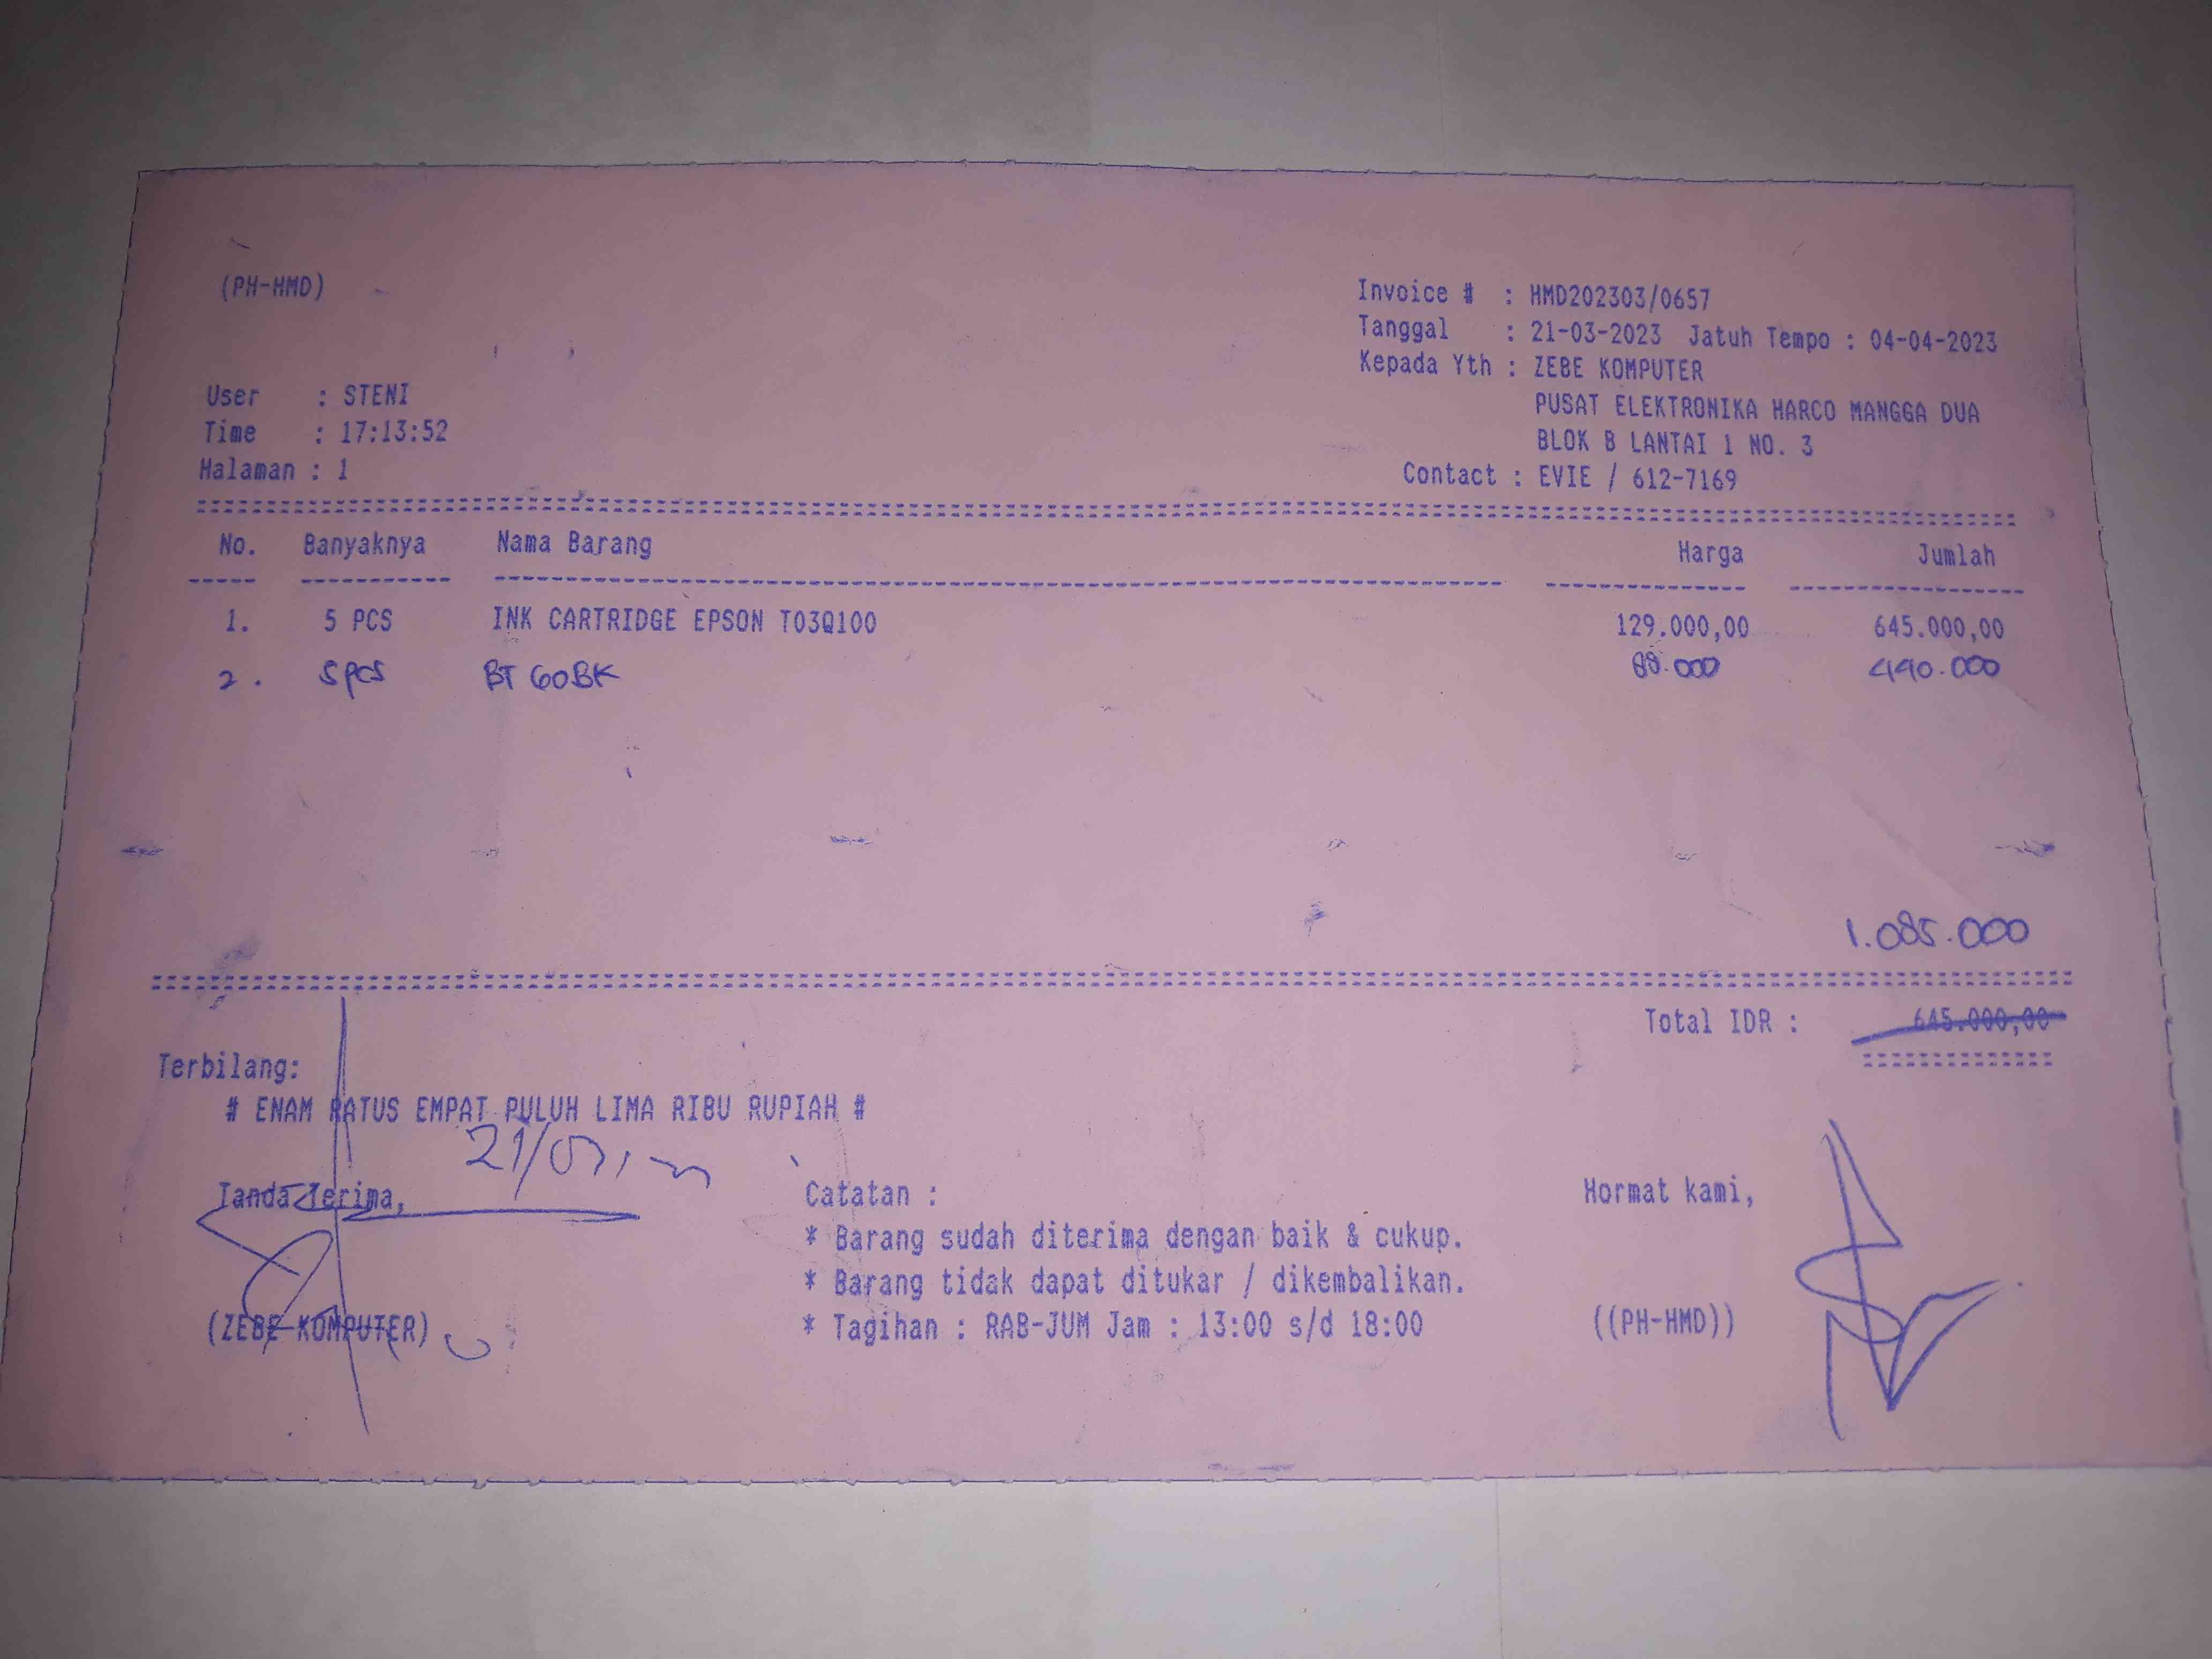 (PH-HMD)
Invoice # : HMD202303/0657
Tanggal : 21-03-2023 Jatuh Tempo : 04-04-2023
Kepada Yth : ZEBE KOMPUTER
PUSAT ELEKTRONIKA HARCO MANGGA DUA
BLOK B LANTAI 1 NO. 3
Contact : EVIE / 612-7169
User : STENI
Time : 17:13:52
Halaman : 1
No. Banyaknya Nama Barang Harga Jumlah
1. 5 PCS INK CARTRIDGE EPSON T03Q100 129.000,00 645.000,00
2. 5 pcs BT 60BK 88.000 440.000
1.085.000
Total IDR : 645.000,00
Terbilang:
# ENAM RATUS EMPAT PULUH LIMA RIBU RUPIAH #
Tanda Terima,
(ZEBE KOMPUTER)
Catatan :
* Barang sudah diterima dengan baik & cukup.
* Barang tidak dapat ditukar / dikembalikan.
* Tagihan : RAB-JUM Jam : 13:00 s/d 18:00
Hormat kami,
((PH-HMD))